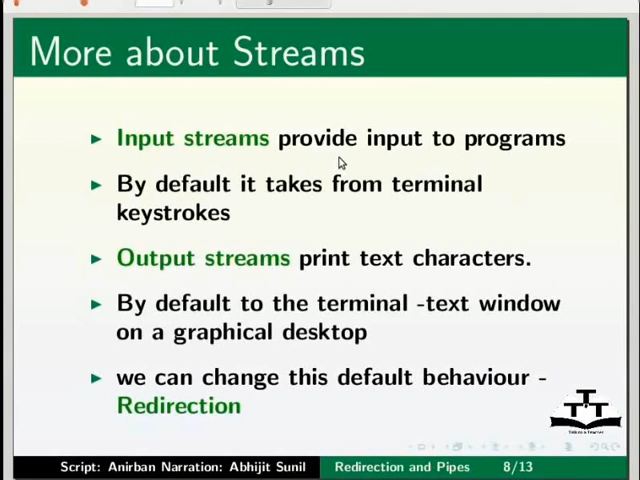 More about Streams
Input streams provide input to programs
By default it takes from terminal
keystrokes
Output streams print text characters.
By default to the terminal -text window
on a graphical desktop
we can change this default behaviour -
Redirection
Script: Anirban Narration: Abhijit Sunil Redirection and Pipes 8/13